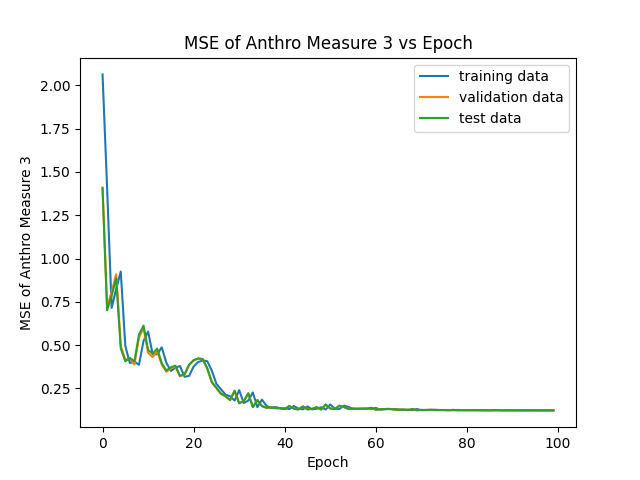 MSE of Anthro Measure 3 vs Epoch
training data
validation data
test data
2.00
1.75
1.50
1.25
1.00
0.75
0.50
0.25
MSE of Anthro Measure 3
0 20 40 60 80 100
Epoch